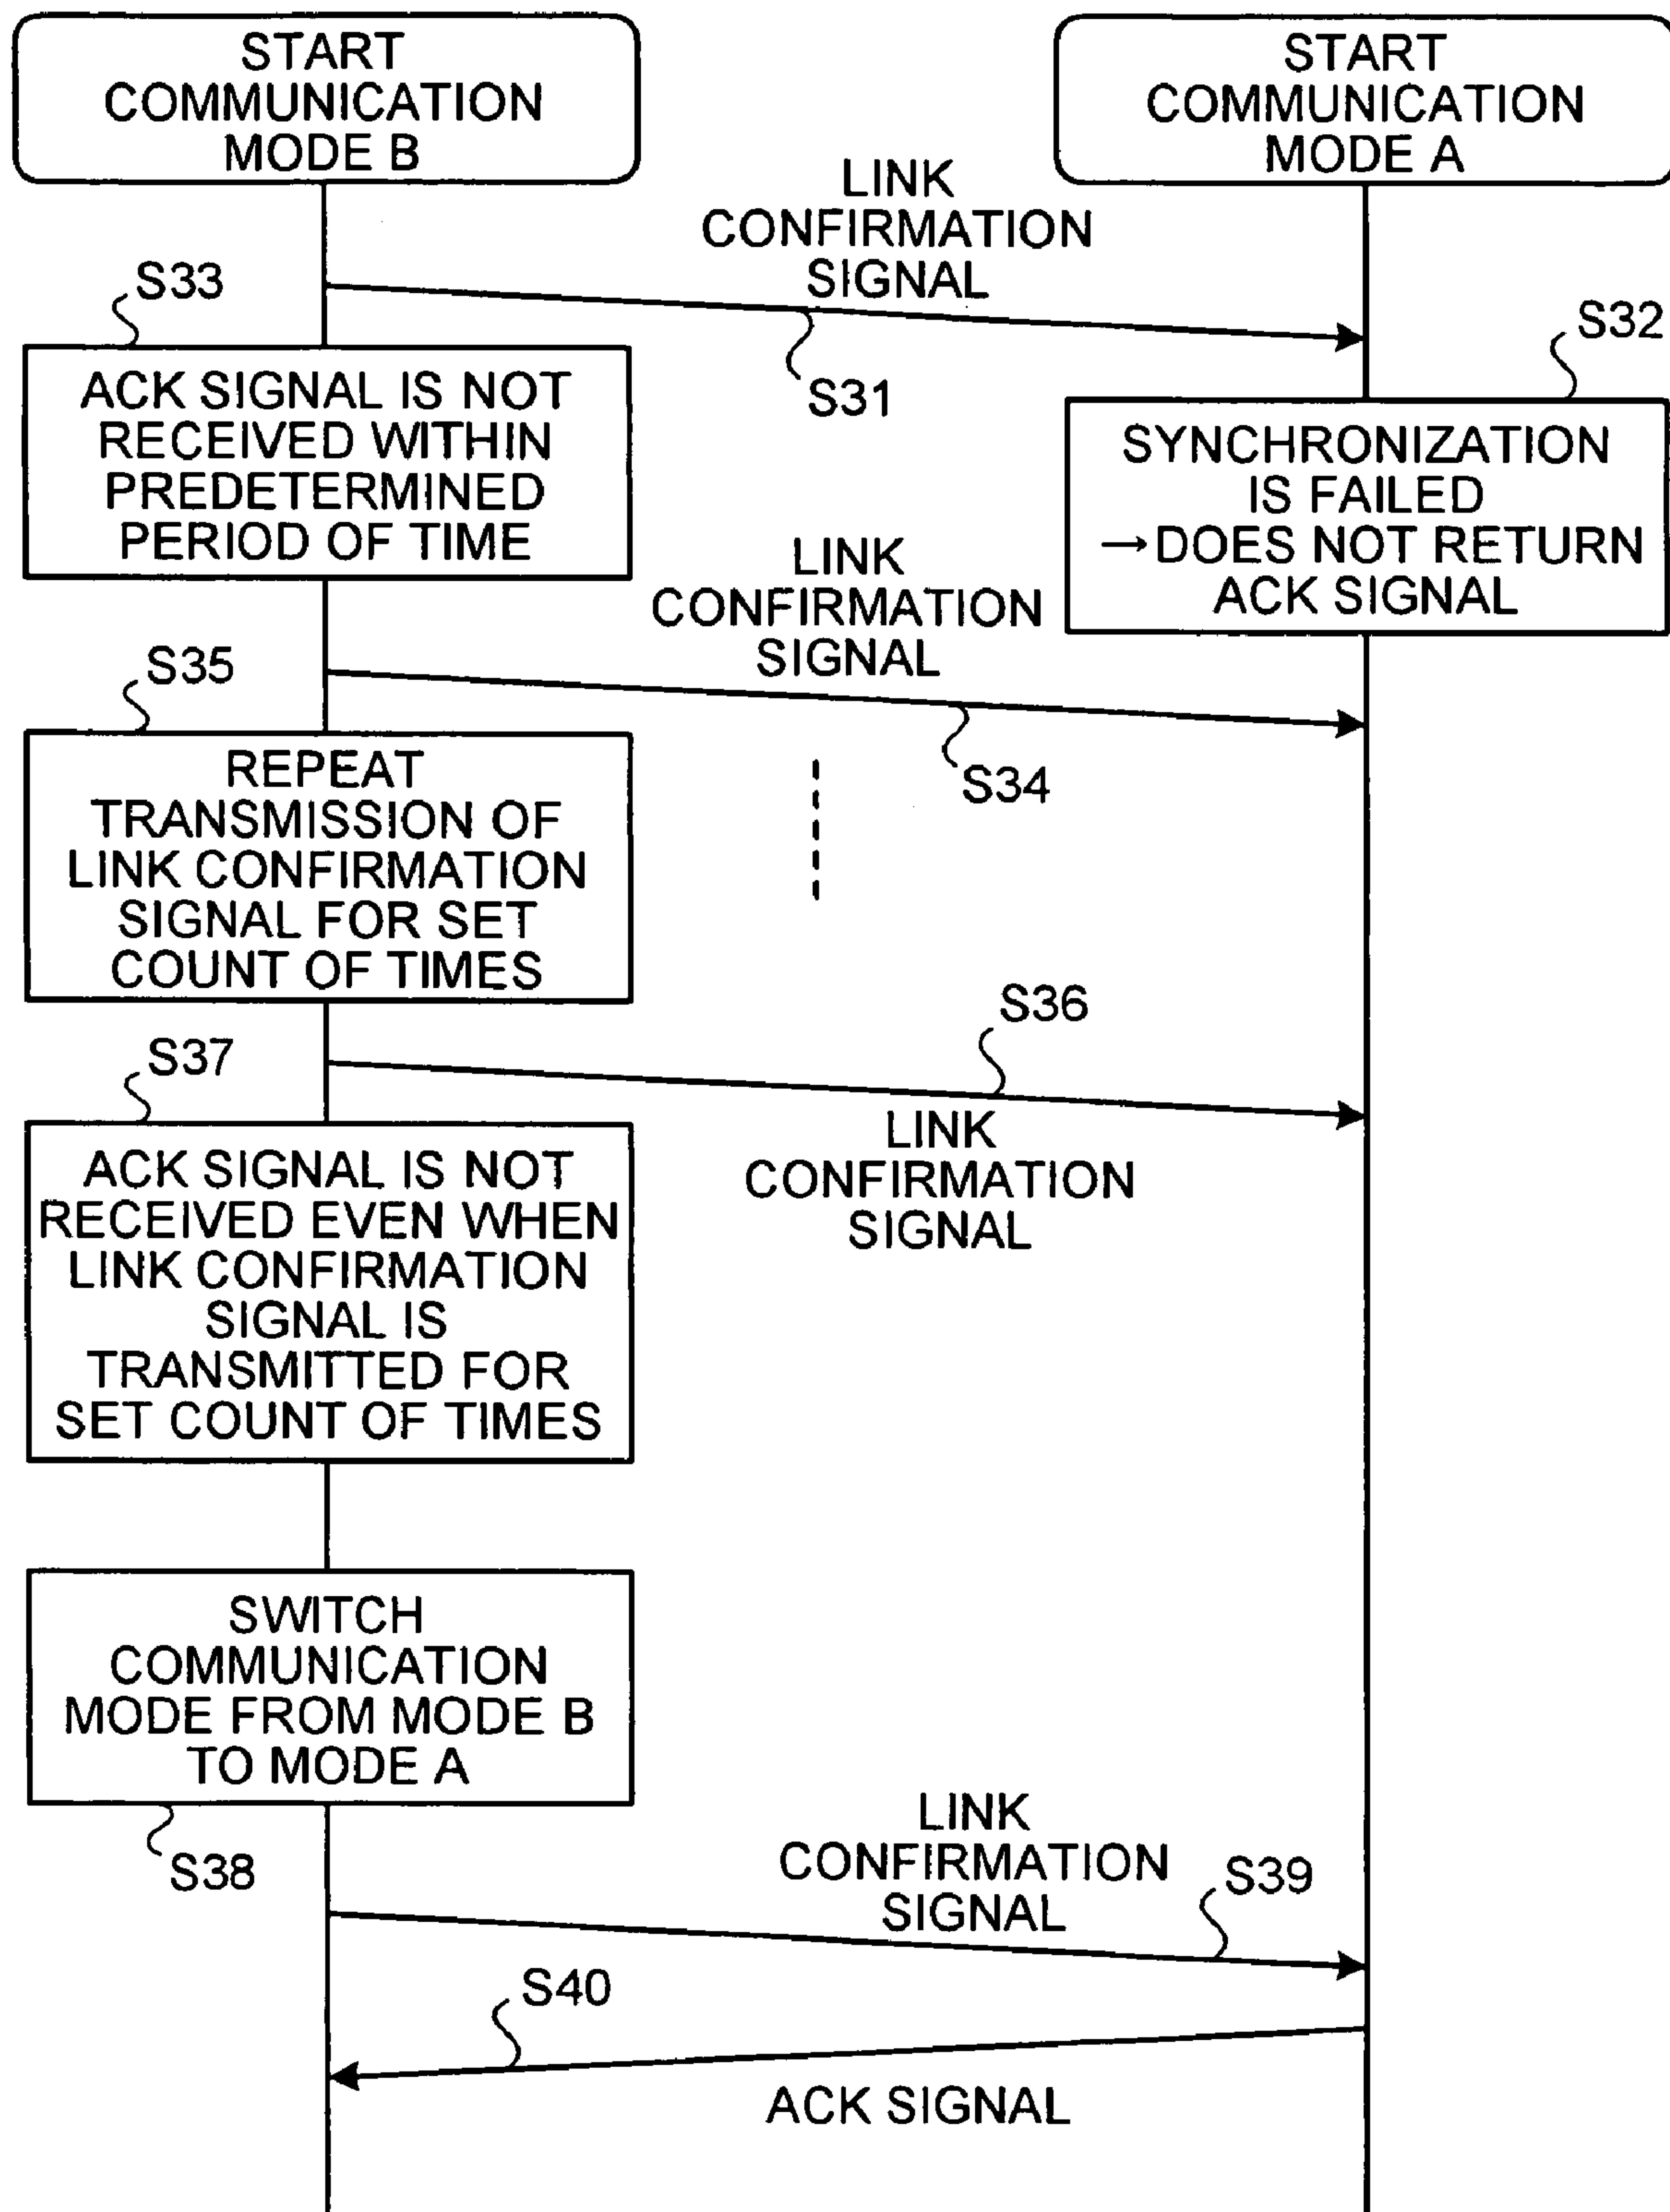 START
COMMUNICATION
MODE B
START
COMMUNICATION
MODE A
LINK
CONFIRMATION
SIGNAL
S33
S31
S32
ACK SIGNAL IS NOT
RECEIVED WITHIN
PREDETERMINED
PERIOD OF TIME
SYNCHRONIZATION
IS FAILED
→DOES NOT RETURN
ACK SIGNAL
LINK
CONFIRMATION
SIGNAL
S35
S34
REPEAT
TRANSMISSION OF
LINK CONFIRMATION
SIGNAL FOR SET
COUNT OF TIMES
S36
S37
LINK
CONFIRMATION
SIGNAL
ACK SIGNAL IS NOT
RECEIVED EVEN WHEN
LINK CONFIRMATION
SIGNAL IS
TRANSMITTED FOR
SET COUNT OF TIMES
SWITCH
COMMUNICATION
MODE FROM MODE B
TO MODE A
S38
LINK
CONFIRMATION
SIGNAL
S39
S40
ACK SIGNAL